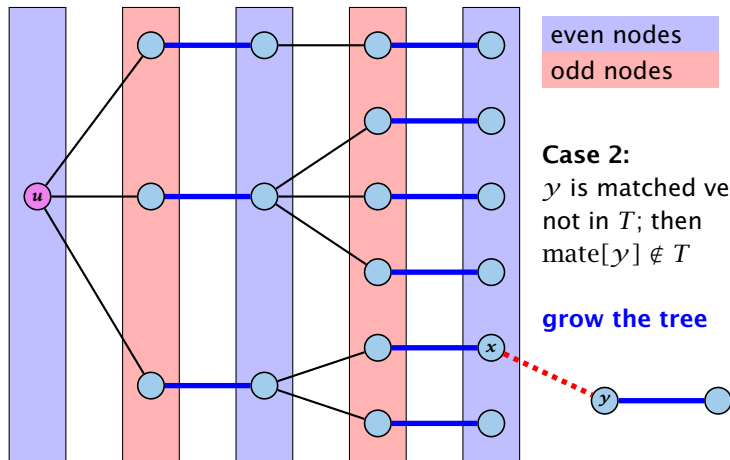 even nodes
odd nodes
Case 2:
y is matched ve
not in T; then
mate[y] ∉ T
grow the tree
u
x
y